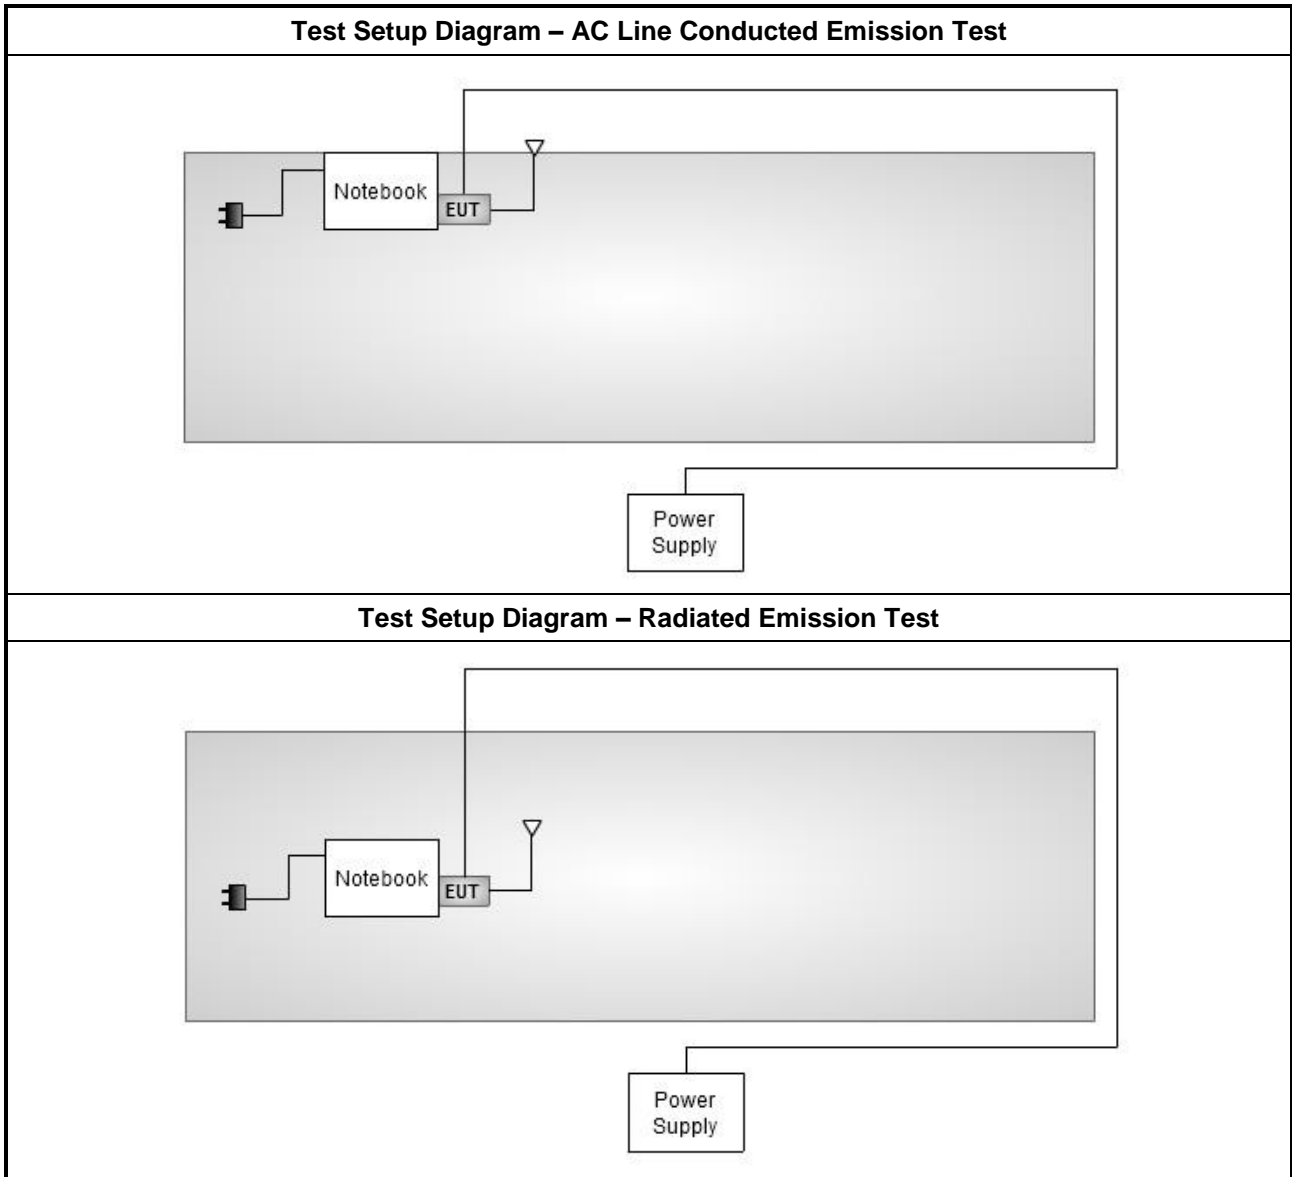 Test Setup Diagram – AC Line Conducted Emission Test
Notebook
EUT
Power
Supply
Test Setup Diagram – Radiated Emission Test
Notebook
EUT
Power
Supply